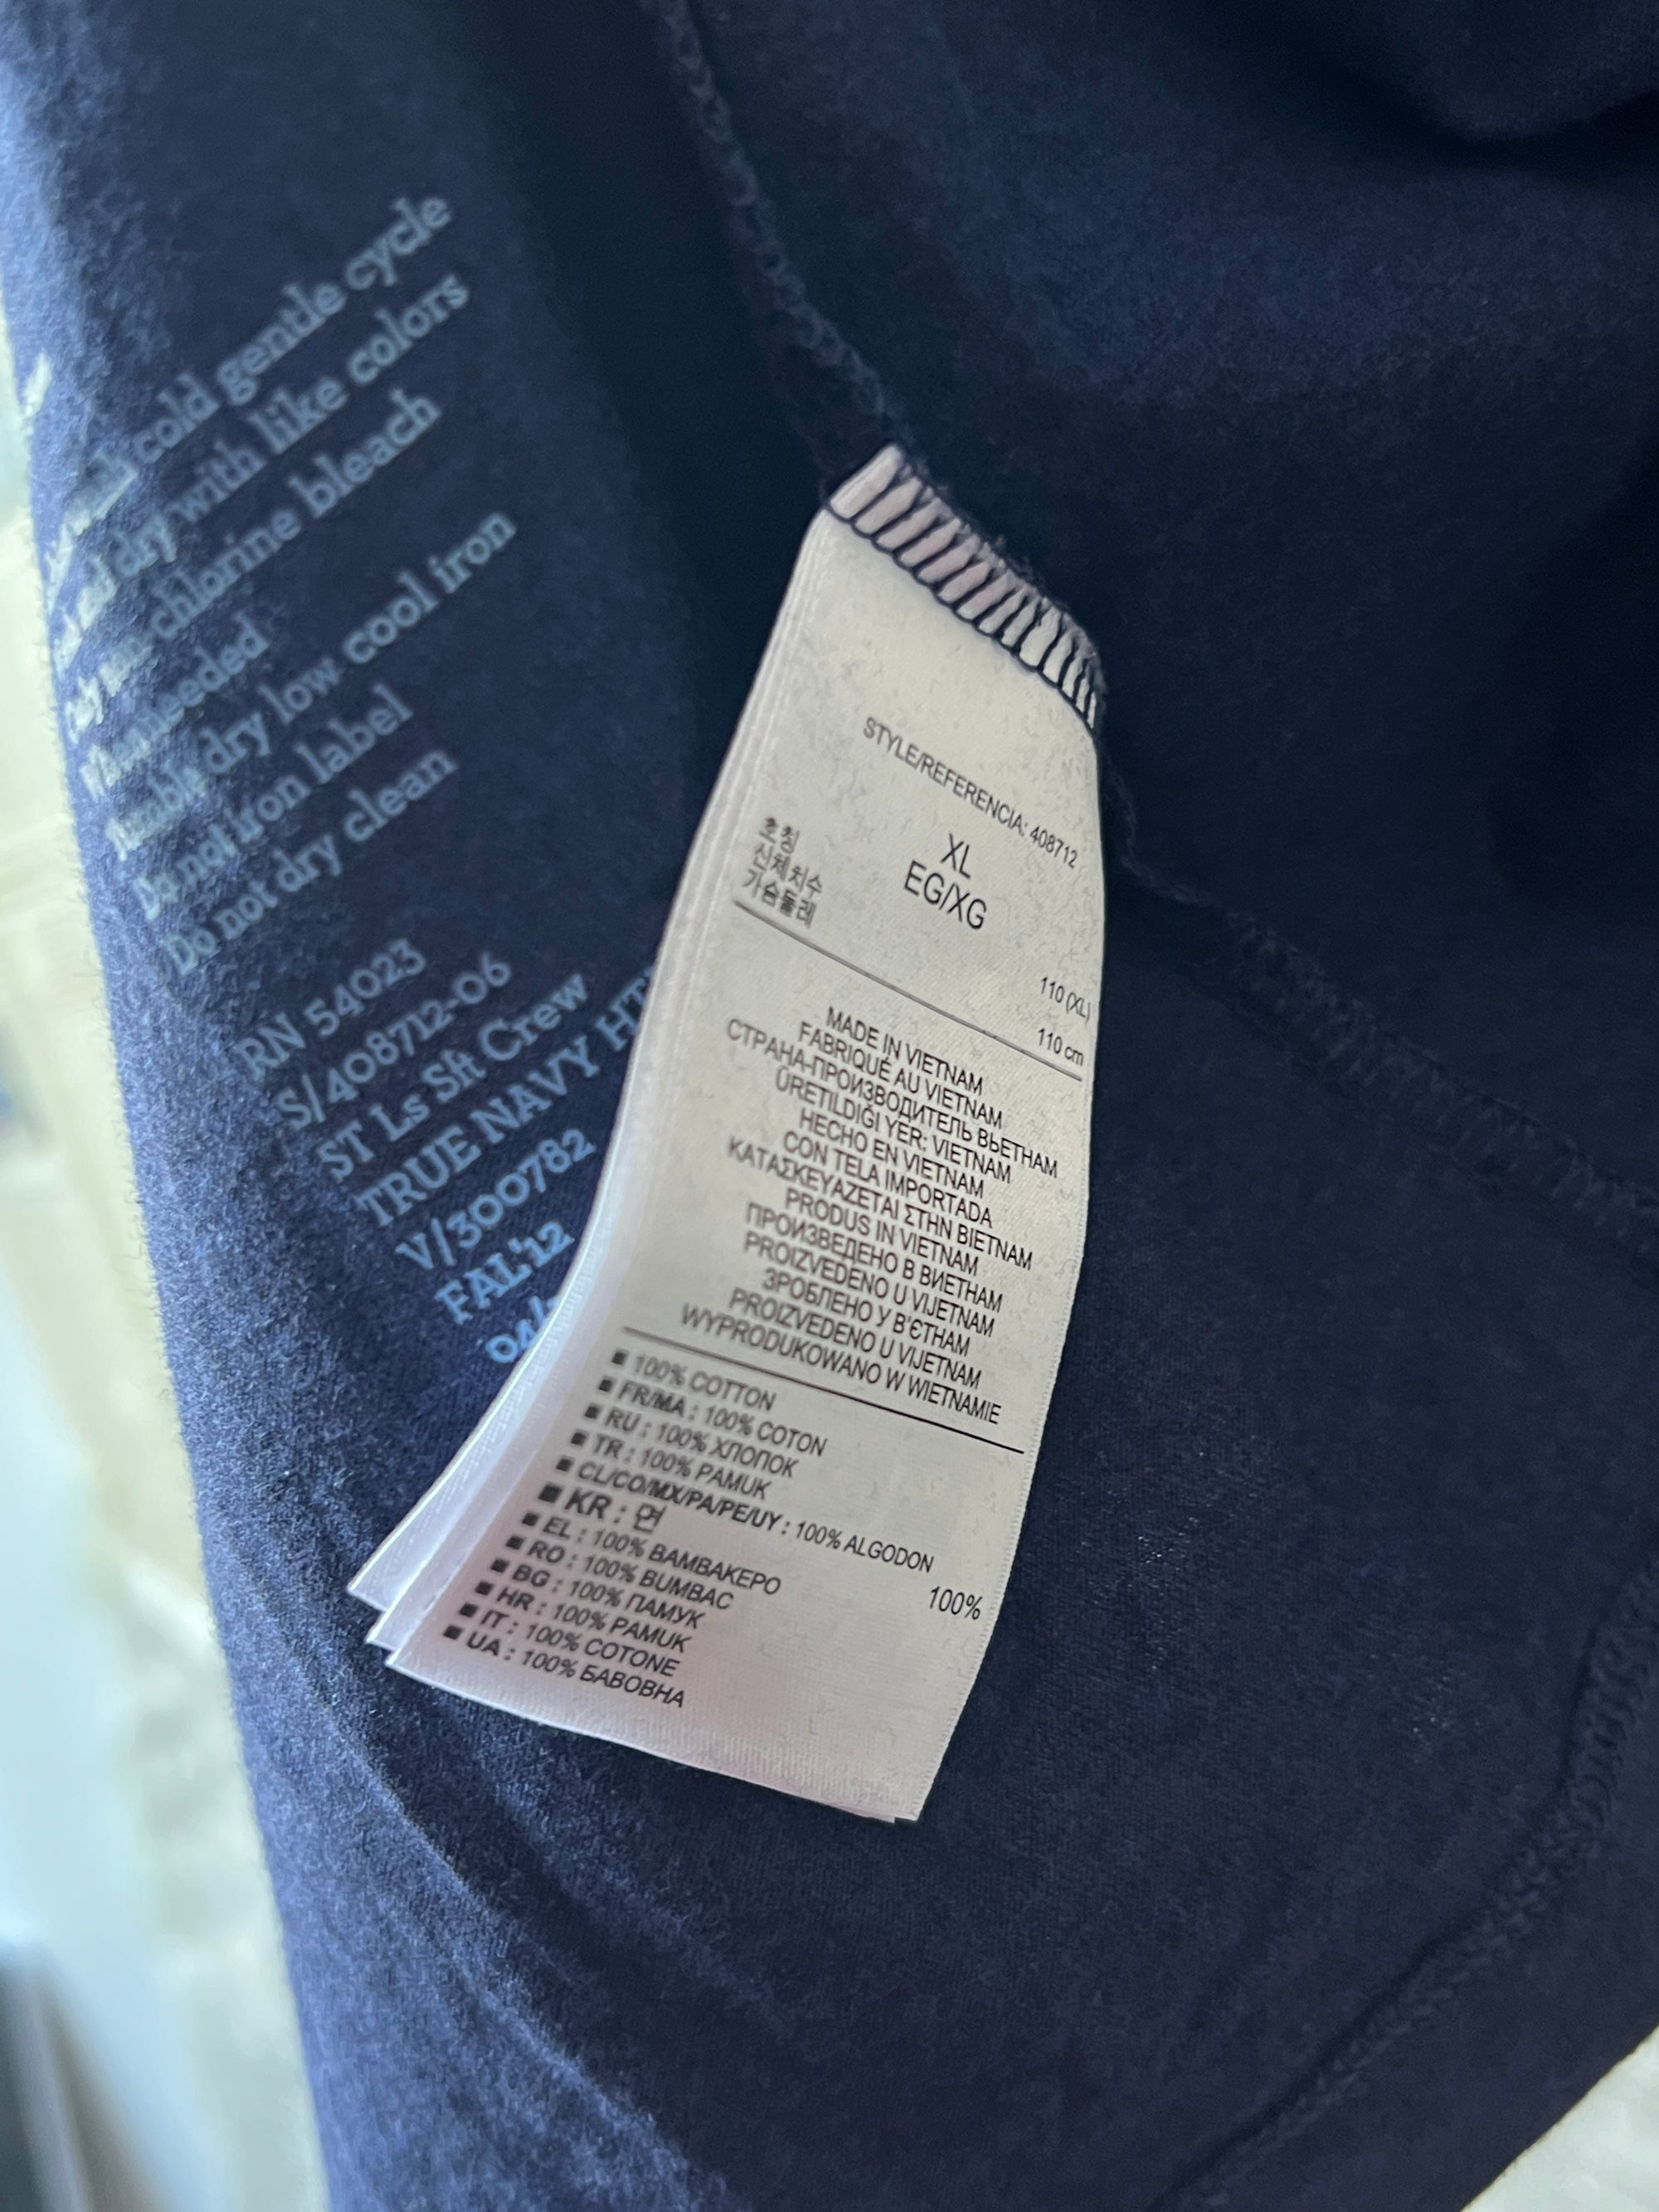 cold gentle cycle
dry with like colors
chlorine bleach
needed
dry low cool iron
Do not iron label
Do not dry clean
RN 54023
S/408712-06
ST Ls Sft Crew
TRUE NAVY
V/300782
FAL'12
STYLE/REFERENCIA: 408712
XL
EG/XG
호칭 110 (XL)
신체치수
가슴둘레 110 cm
MADE IN VIETNAM
FABRIQUÉ AU VIETNAM
СТРАНА-ПРОИЗВОДИТЕЛЬ ВЬЕТНАМ
ÜRETILDIĞI YER: VIETNAM
HECHO EN VIETNAM
CON TELA IMPORTADA
ΚΑΤΑΣΚΕΥΑΖΕΤΑΙ ΣΤΗΝ ΒΙΕΤΝΑΜ
PRODUS IN VIETNAM
ПРОИЗВЕДЕНО В ВИЕТНАМ
PROIZVEDENO U VIJETNAM
ЗРОБЛЕНО У В'ЄТНАМ
PROIZVEDENO U VIJETNAM
WYPRODUKOWANO W WIETNAMIE
■ 100% COTTON
■ FR/MA : 100% COTON
■ RU : 100% ХЛОПОК
■ TR : 100% PAMUK
■ CL/CO/MX/PA/PE/UY : 100% ALGODON
■ KR : 면 100%
■ EL : 100% ΒΑΜΒΑΚΕΡΟ
■ RO : 100% BUMBAC
■ BG : 100% ПАМУК
■ HR : 100% PAMUK
■ IT : 100% COTONE
■ UA : 100% БАВОВНА